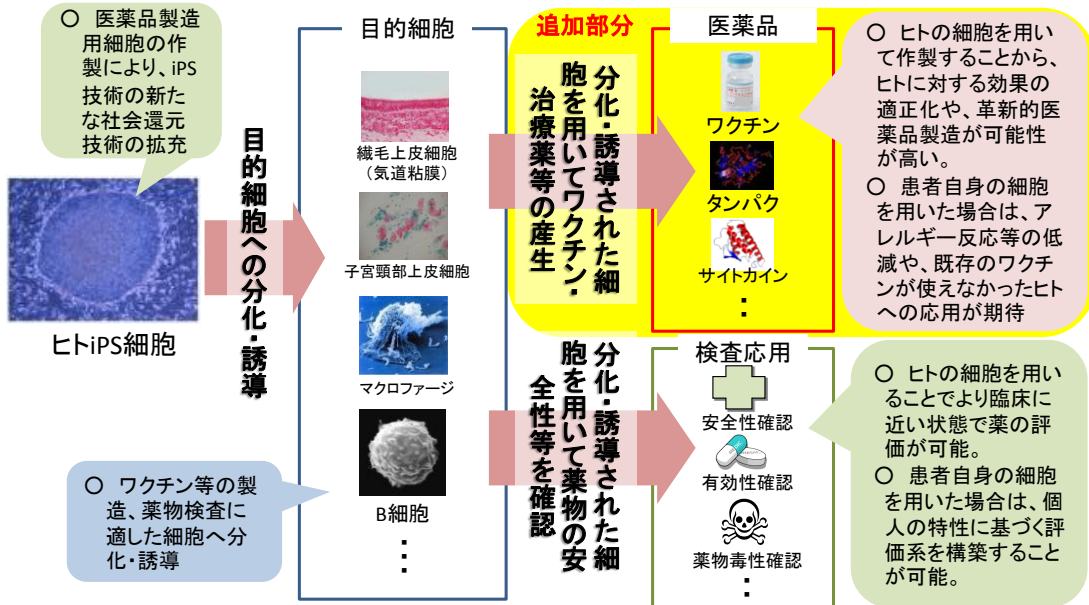 〇 医薬品製造
用細胞の作
製により、iPS
技術の新た
な社会還元
技術の拡充
ヒトiPS細胞
目的細胞への分化・誘導
〇 ワクチン等の製
造、薬物検査に
適した細胞へ分
化・誘導
目的細胞
繊毛上皮細胞
(気道粘膜)
子宮頸部上皮細胞
マクロファージ
B細胞
・・・
追加部分
分化・誘導された細
胞を用いてワクチン・
治療薬等の産生
医薬品
ワクチン
タンパク
サイトカイン
・・
〇 ヒトの細胞を用い
て作製することから、
ヒトに対する効果の
適正化や、革新的医
薬品製造が可能性
が高い。
〇 患者自身の細胞
を用いた場合は、ア
レルギー反応等の低
減や、既存のワクチ
ンが使えなかったヒト
への応用が期待
分化・誘導された細
胞を用いて薬物の安
全性等を確認
検査応用
安全性確認
有効性確認
薬物毒性確認
・・
〇 ヒトの細胞を用い
ることでより臨床に
近い状態で薬の評
価が可能。
〇 患者自身の細胞
を用いた場合は、個
人の特性に基づく評
価系を構築すること
が可能。